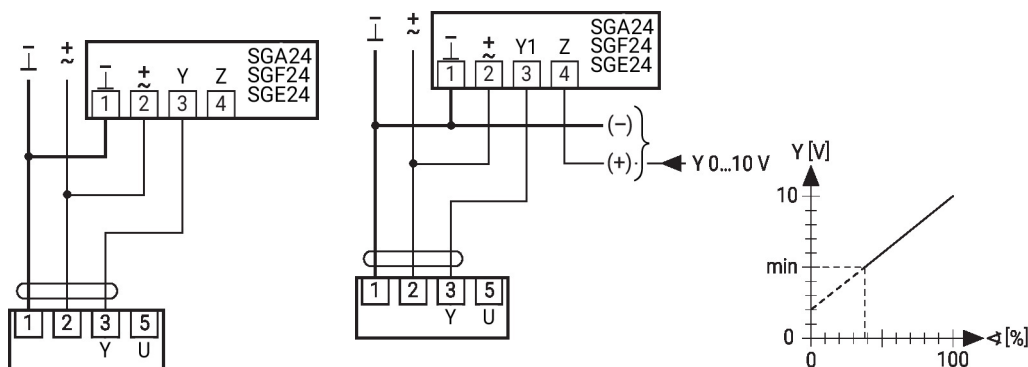 – + ~
⊥
SGA24
SGF24
SGE24
– ⊥ + ~ Y Z
1 2 3 4
1 2 3 5
Y U
– + ~
⊥
SGA24
SGF24
SGE24
– ⊥ + ~ Y1 Z
1 2 3 4
(–)
(+) Y 0...10 V
1 2 3 5
Y U
Y [V]
10
min
0
0 100
∢ [%]